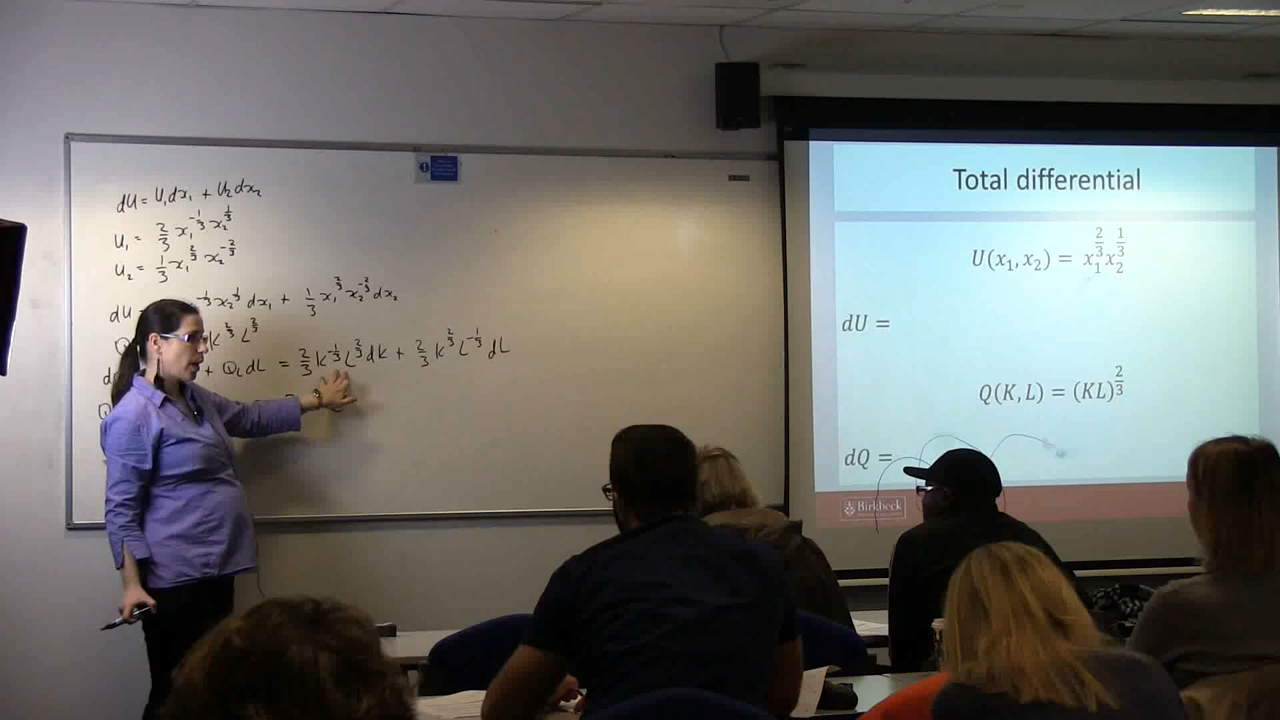 dU = U₁dx₁ + U₂dx₂
U₁ = 2/3 x₁^(-1/3) x₂^(1/3)
U₂ = 1/3 x₁^(2/3) x₂^(-2/3)
dU = x₂^(1/3) dx₁ + 1/3 x₁^(2/3) x₂^(-2/3) dx₂
K^(2/3) L^(2/3)
+ Q_L dL = 2/3 K^(-1/3) L^(2/3) dK + 2/3 K^(2/3) L^(-1/3) dL
Total differential
U(x₁, x₂) = x₁^(2/3) x₂^(1/3)
dU =
Q(K, L) = (KL)^(2/3)
dQ =
Birkbeck